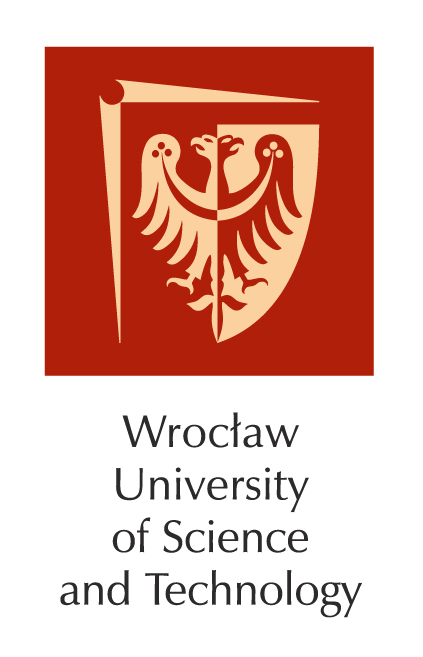 Wrocław
University
of Science
and Technology